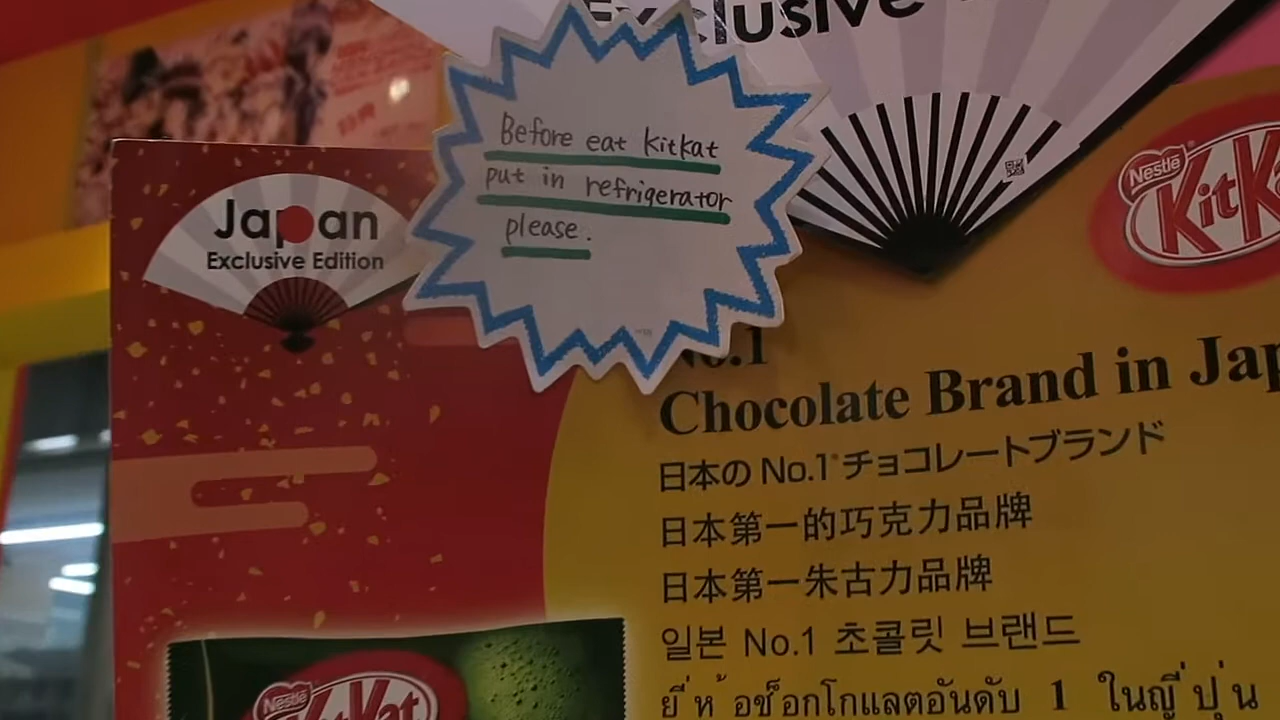 Exclusive
Before eat kitkat
put in refrigerator
please.
Japan
Exclusive Edition
Nestlé
KitK
No.1
Chocolate Brand in Jap
日本の No.1 チョコレートブランド
日本第一的巧克力品牌
日本第一朱古力品牌
일본 No.1 초콜릿 브랜드
ยี่ห้อช็อกโกแลตอันดับ 1 ในญี่ปุ่น
Nestlé
KitKat